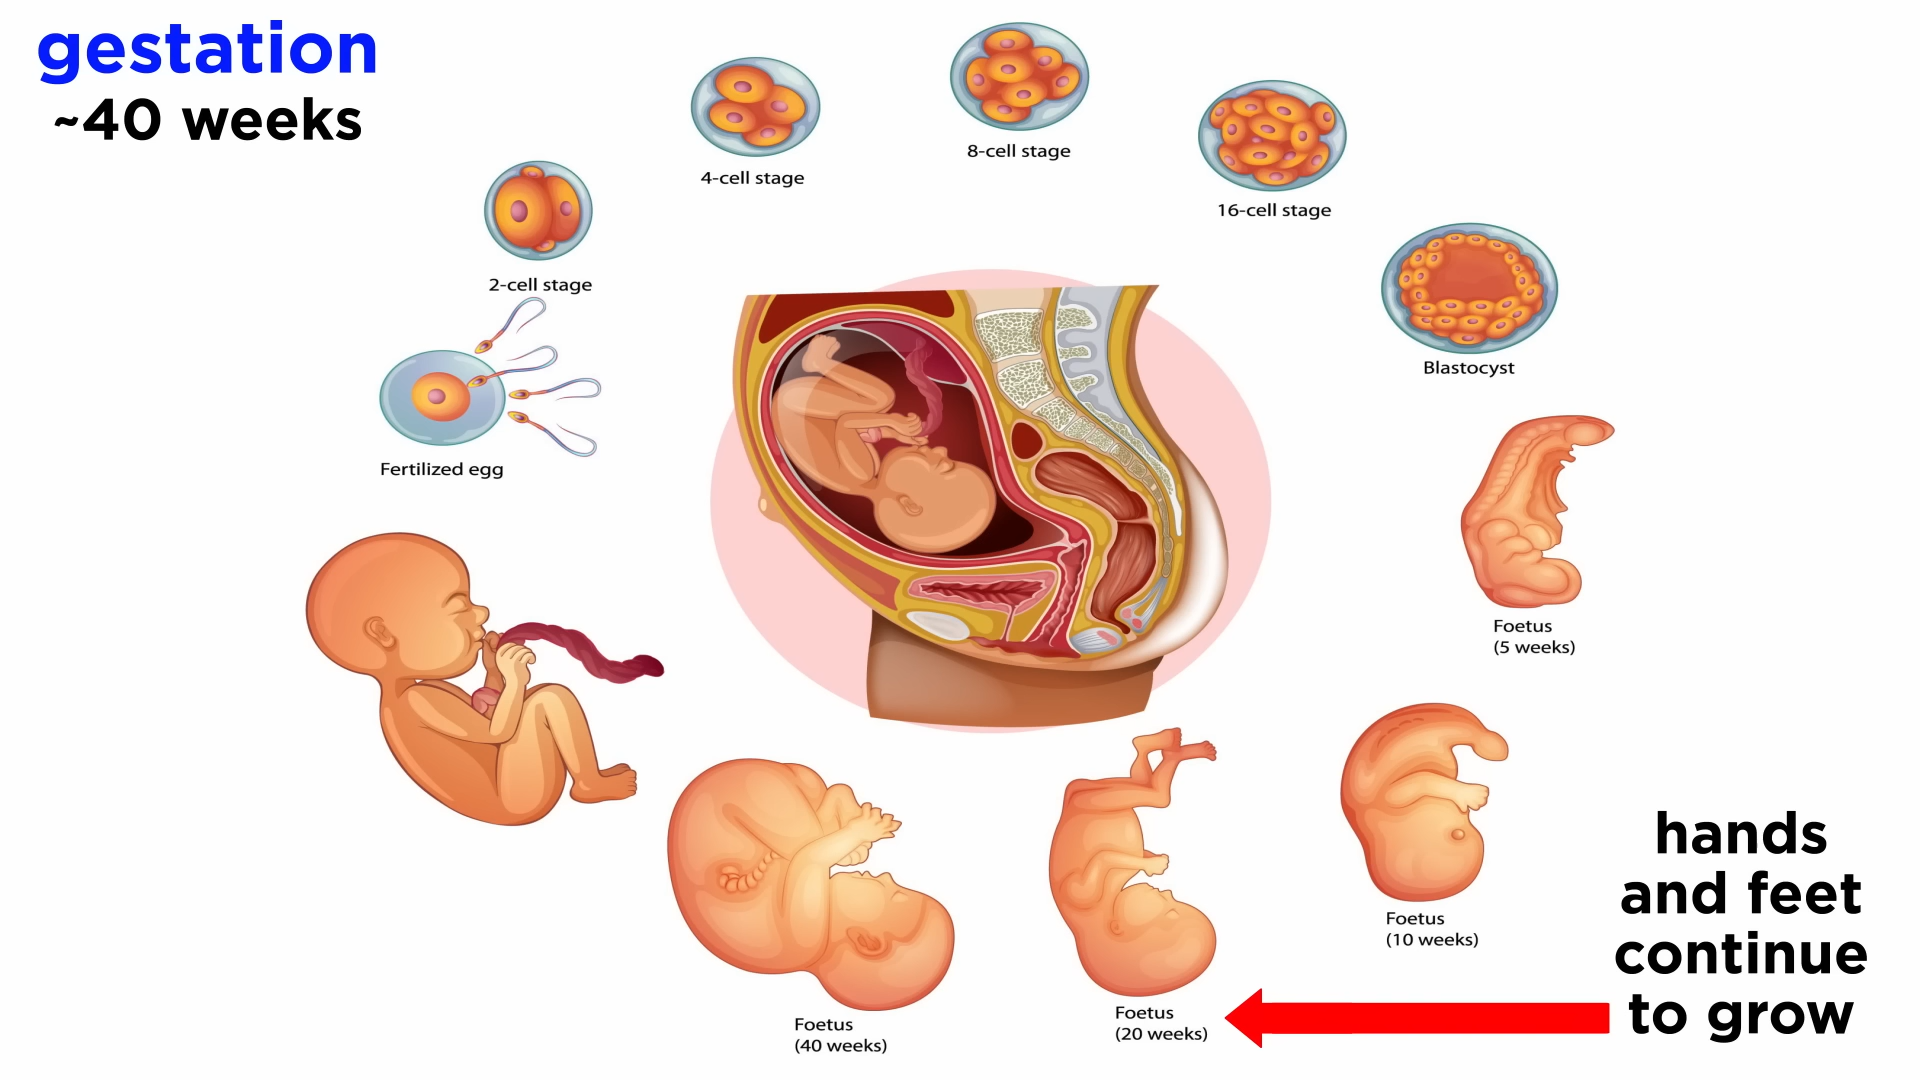 gestation
~40 weeks
4-cell stage
8-cell stage
16-cell stage
2-cell stage
Blastocyst
Fertilized egg
Foetus
(5 weeks)
Foetus
(10 weeks)
Foetus
(20 weeks)
Foetus
(40 weeks)
hands
and feet
continue
to grow